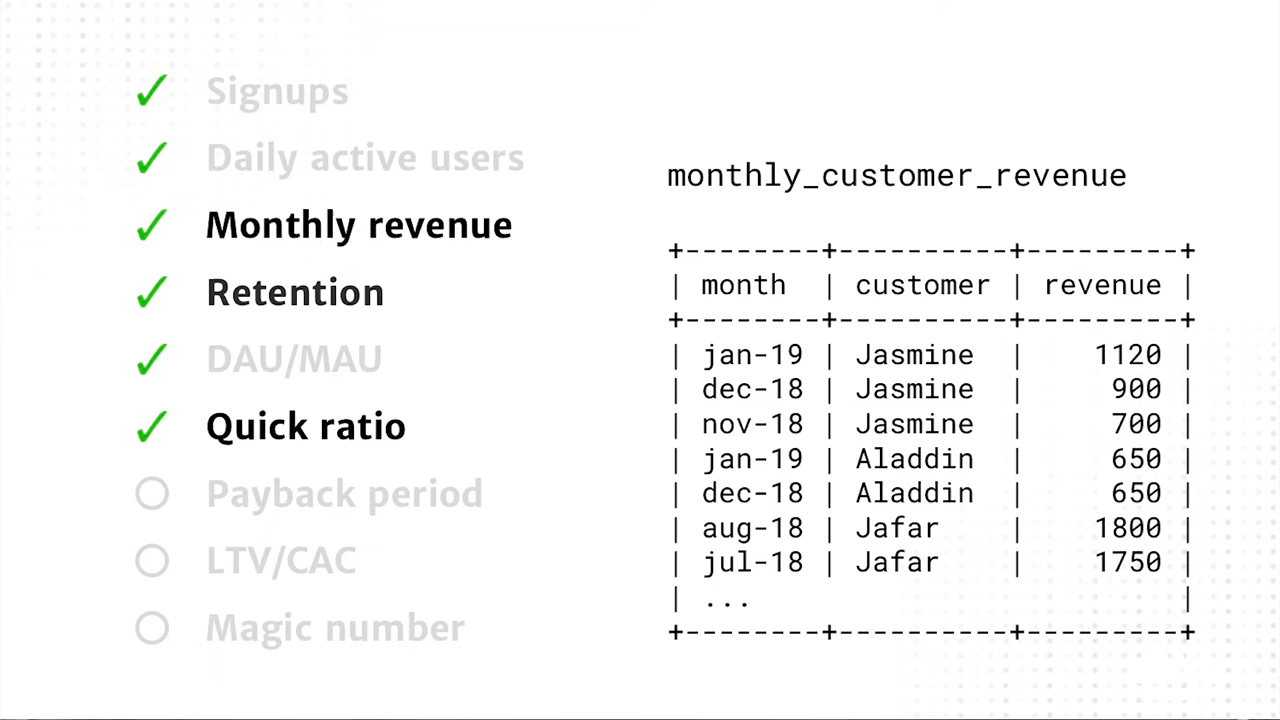 ✓ Signups
✓ Daily active users
✓ Monthly revenue
✓ Retention
✓ DAU/MAU
✓ Quick ratio
○ Payback period
○ LTV/CAC
○ Magic number
monthly_customer_revenue
+--------+----------+---------+
| month  | customer | revenue |
+--------+----------+---------+
| jan-19 | Jasmine  |    1120 |
| dec-18 | Jasmine  |     900 |
| nov-18 | Jasmine  |     700 |
| jan-19 | Aladdin  |     650 |
| dec-18 | Aladdin  |     650 |
| aug-18 | Jafar    |    1800 |
| jul-18 | Jafar    |    1750 |
| ...                         |
+--------+----------+---------+